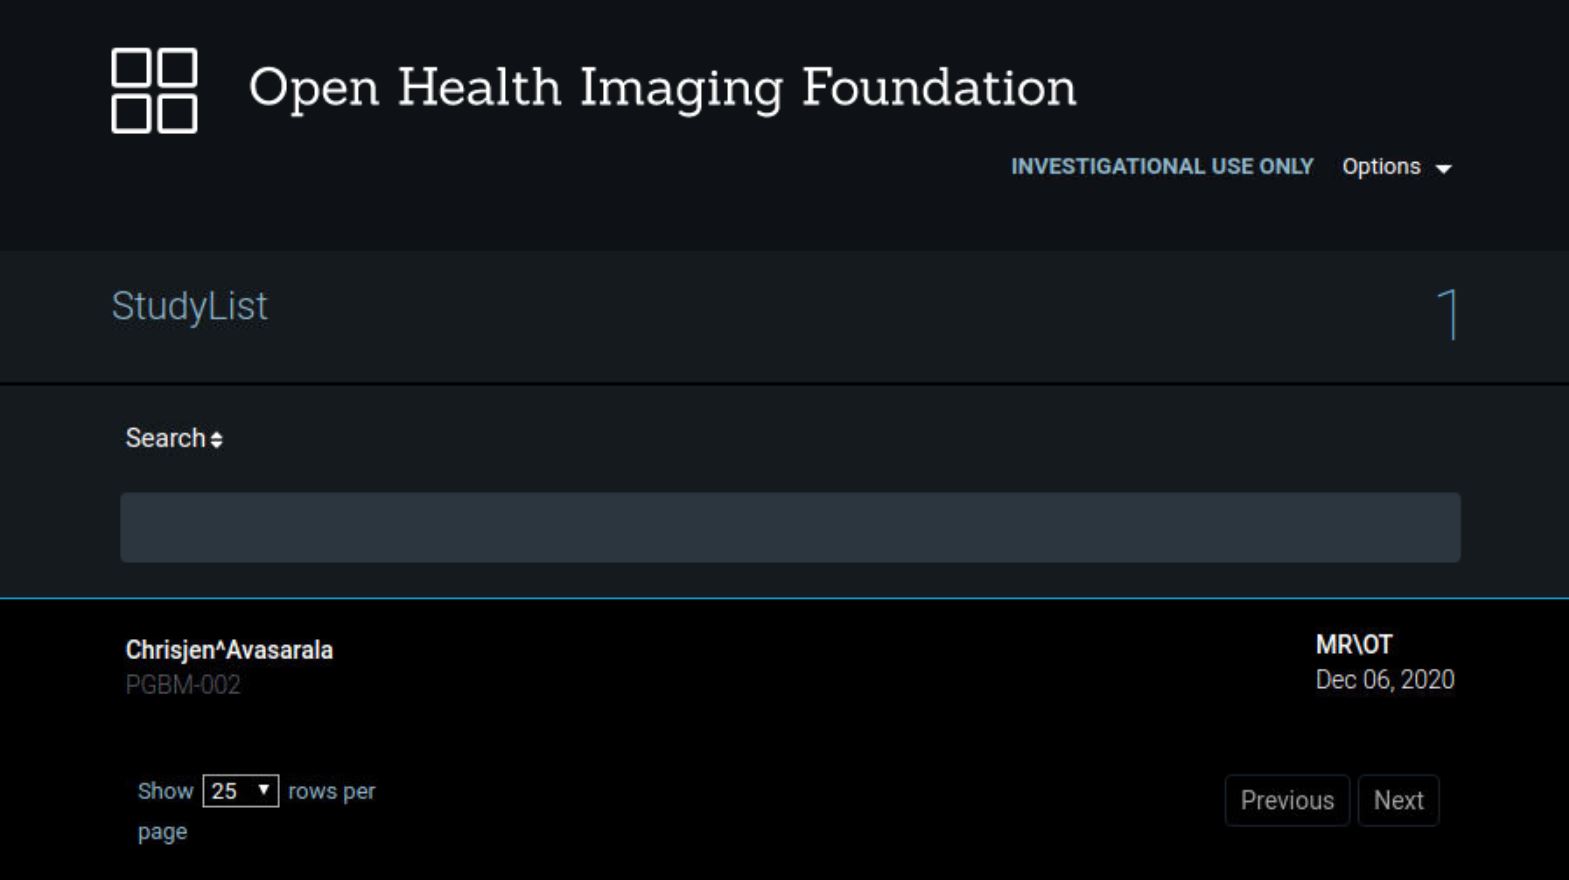 Open Health Imaging Foundation
INVESTIGATIONAL USE ONLY Options
StudyList 1
Search
Chrisjen^Avasarala MR\OT
PGBM-002 Dec 06, 2020
Show 25 rows per
page
Previous Next